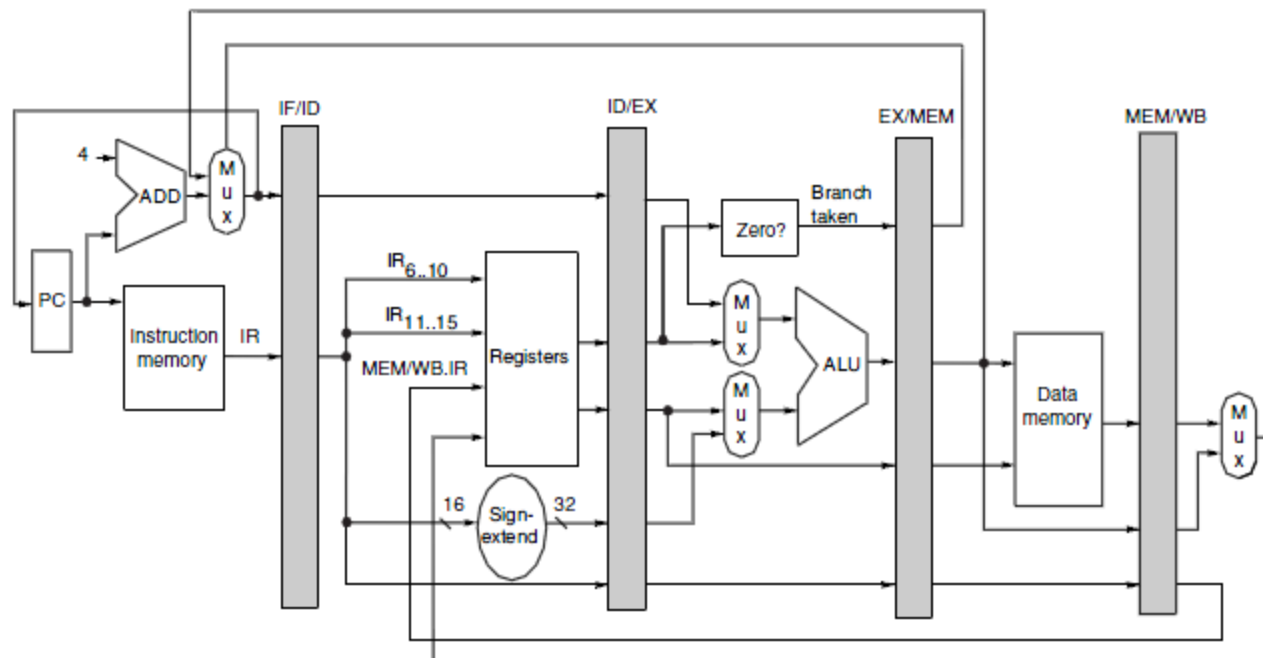 IF/ID
ID/EX
EX/MEM
MEM/WB
4
ADD
M
u
x
Branch
taken
Zero?
PC
Instruction
memory
IR
IR6..10
IR11..15
MEM/WB.IR
Registers
M
u
x
M
u
x
ALU
Data
memory
M
u
x
16
Sign-
extend
32